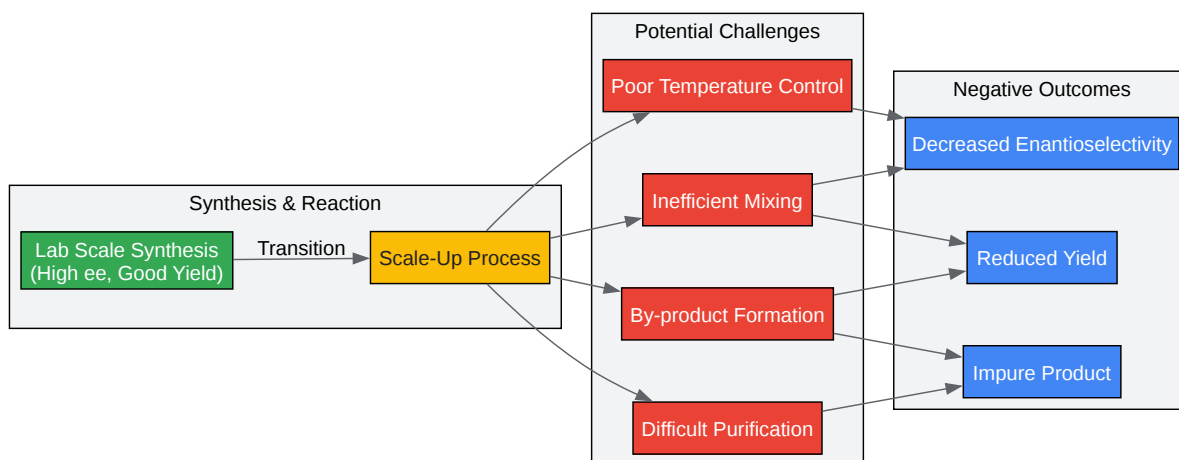 Synthesis & Reaction
Lab Scale Synthesis
(High ee, Good Yield)
Transition
Scale-Up Process
Potential Challenges
Poor Temperature Control
Inefficient Mixing
By-product Formation
Difficult Purification
Negative Outcomes
Decreased Enantioselectivity
Reduced Yield
Impure Product